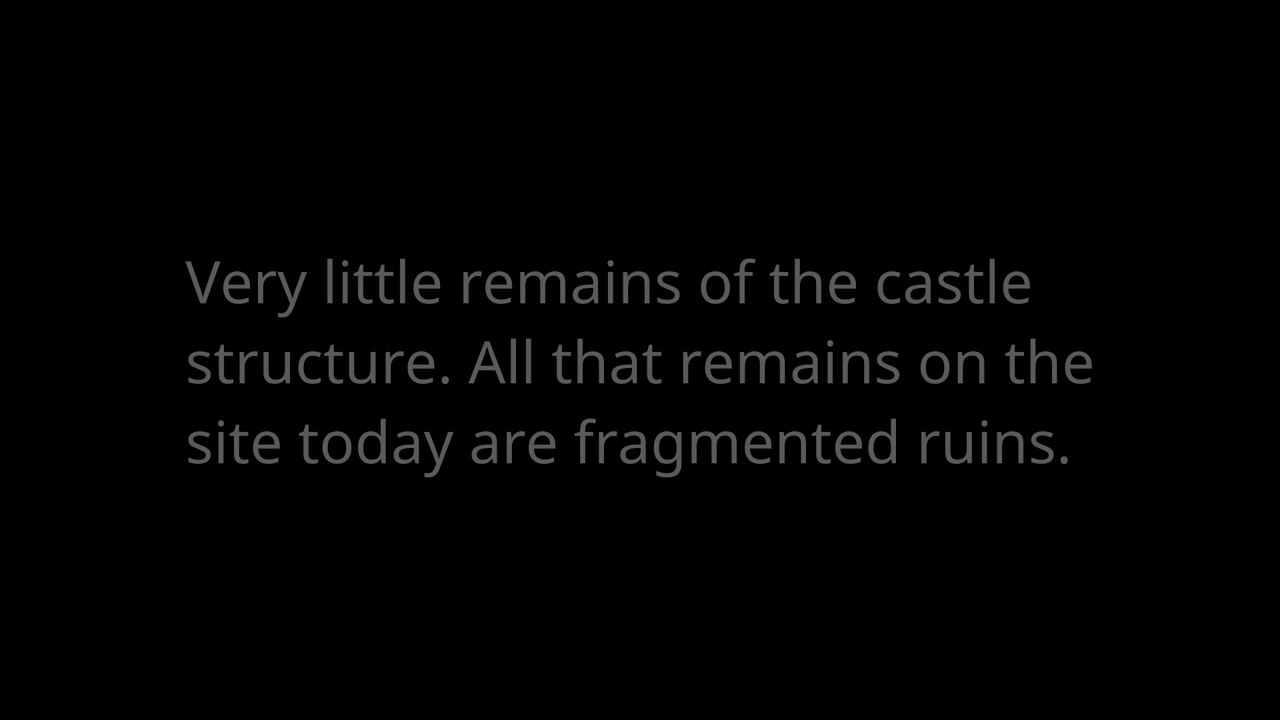 Very little remains of the castle
structure. All that remains on the
site today are fragmented ruins.